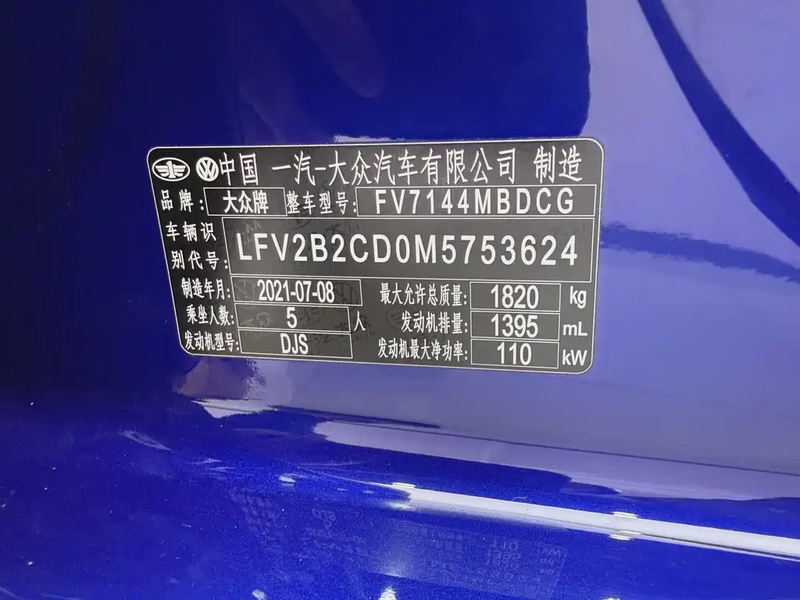 中国 一汽-大众汽车有限公司 制造
品牌: 大众牌 整车型号: FV7144MBDCG
车辆识别代号: LFV2B2CD0M5753624
制造年月: 2021-07-08 最大允许总质量: 1820 kg
乘坐人数: 5 人 发动机排量: 1395 mL
发动机型号: DJS 发动机最大净功率: 110 kW